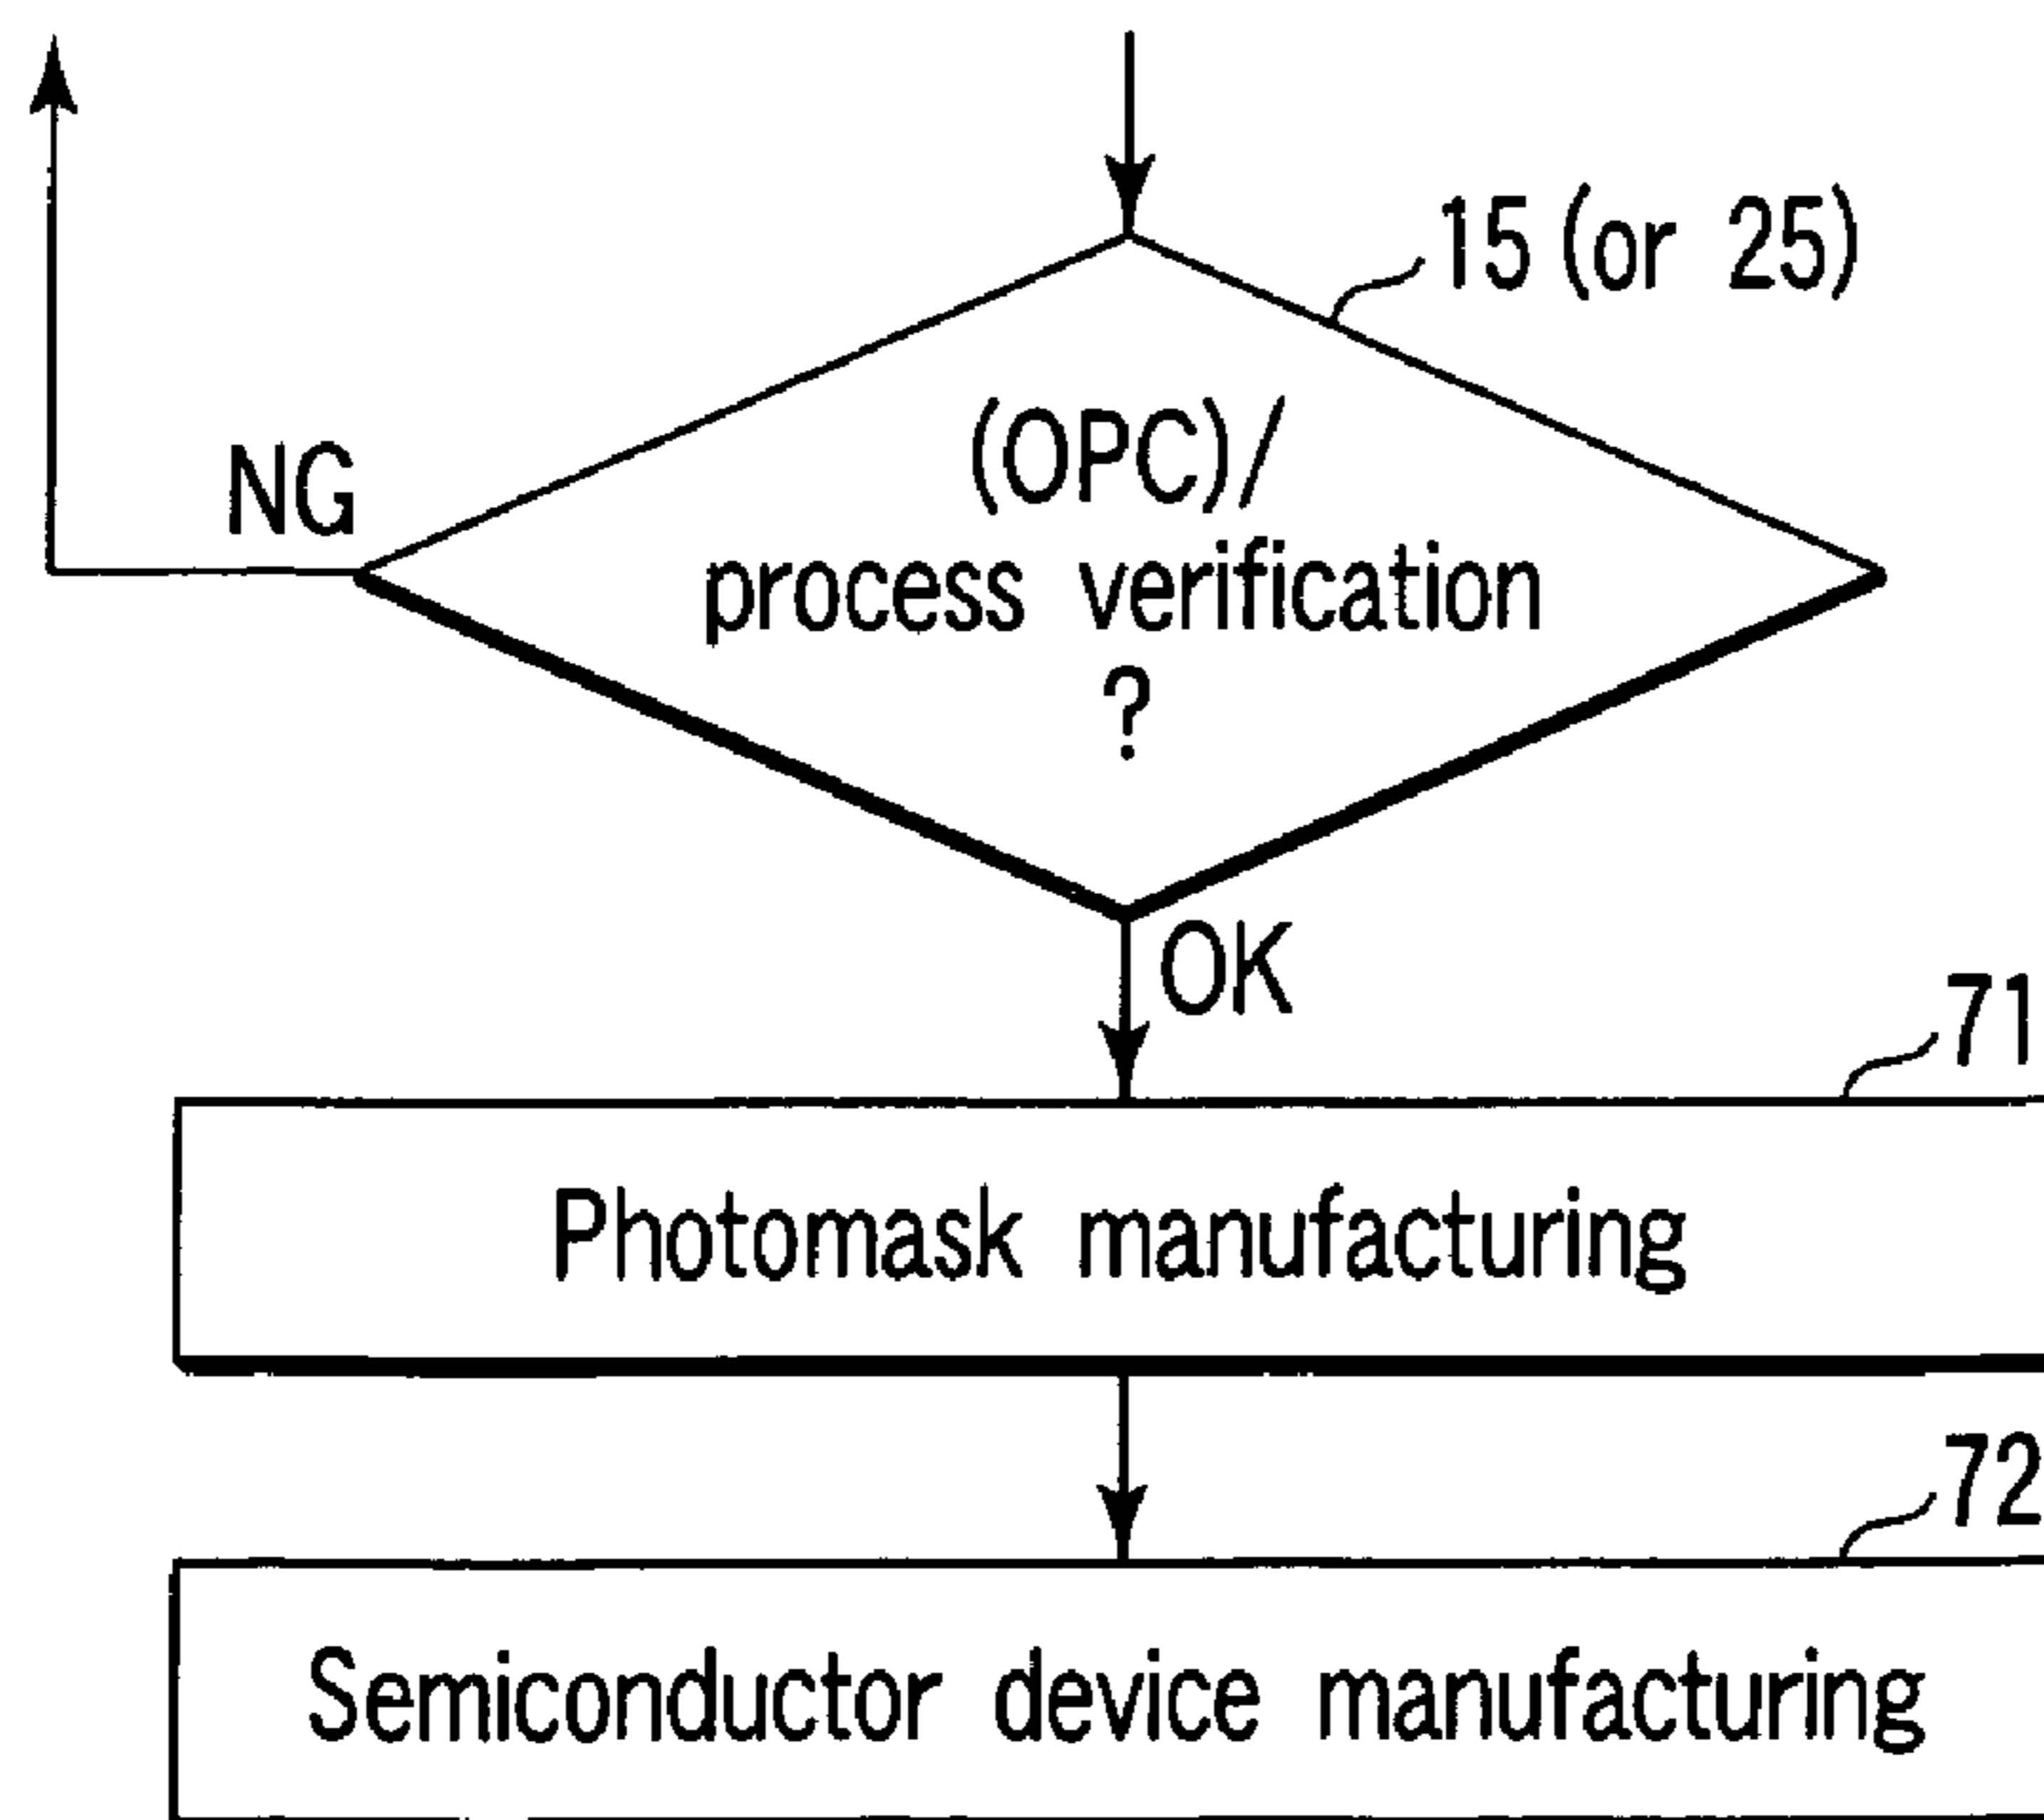 15 (or 25)
(OPC)/
process verification
?
NG
OK
71
Photomask manufacturing
72
Semiconductor device manufacturing